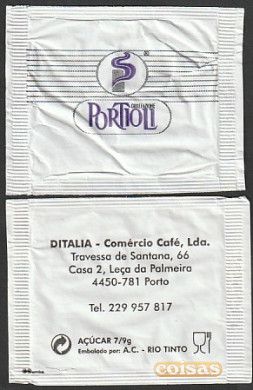 ®
COLLEZIONE
PORTIOLI
DITALIA - Comércio Café, Lda.
Travessa de Santana, 66
Casa 2, Leça da Palmeira
4450-781 Porto
Tel. 229 957 817
AÇÚCAR 7/9g
Embalado por: A.C. - RIO TINTO
coisas